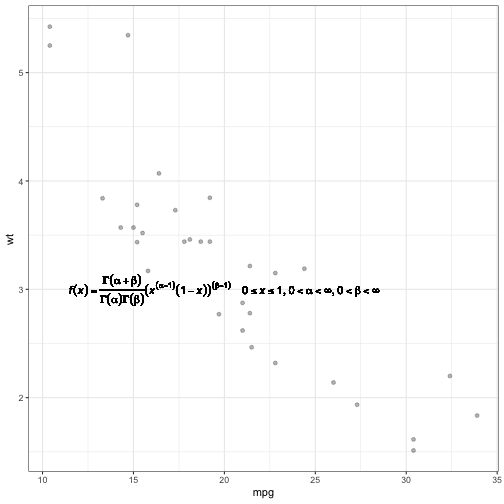 5
4
3
2
wt
f(x) = Γ(α + β) / Γ(α)Γ(β) (x^(α−1)(1 − x))^(β−1) 0 ≤ x ≤ 1, 0 < α < ∞, 0 < β < ∞
10 15 20 25 30 35
mpg